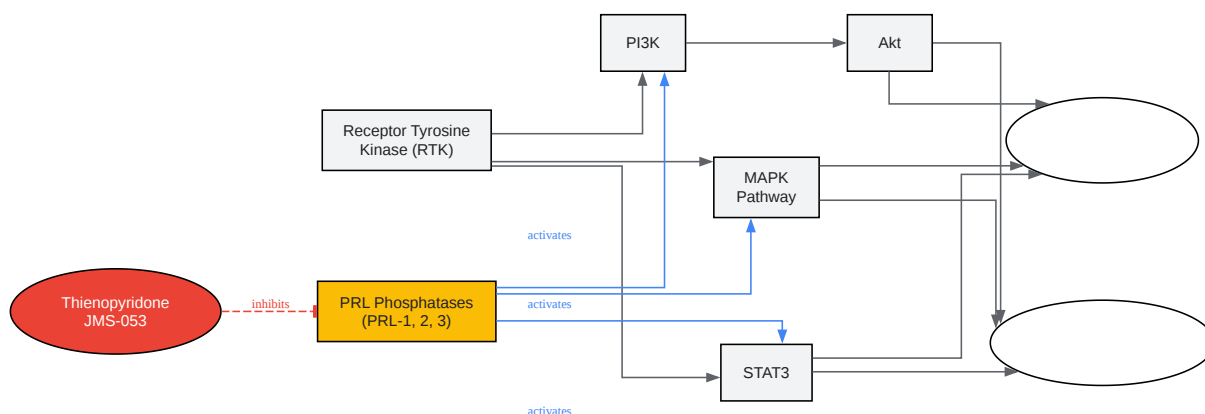 PI3K
Akt
Receptor Tyrosine
Kinase (RTK)
MAPK
Pathway
activates
Thienopyridone
JMS-053
inhibits
PRL Phosphatases
(PRL-1, 2, 3)
activates
STAT3
activates